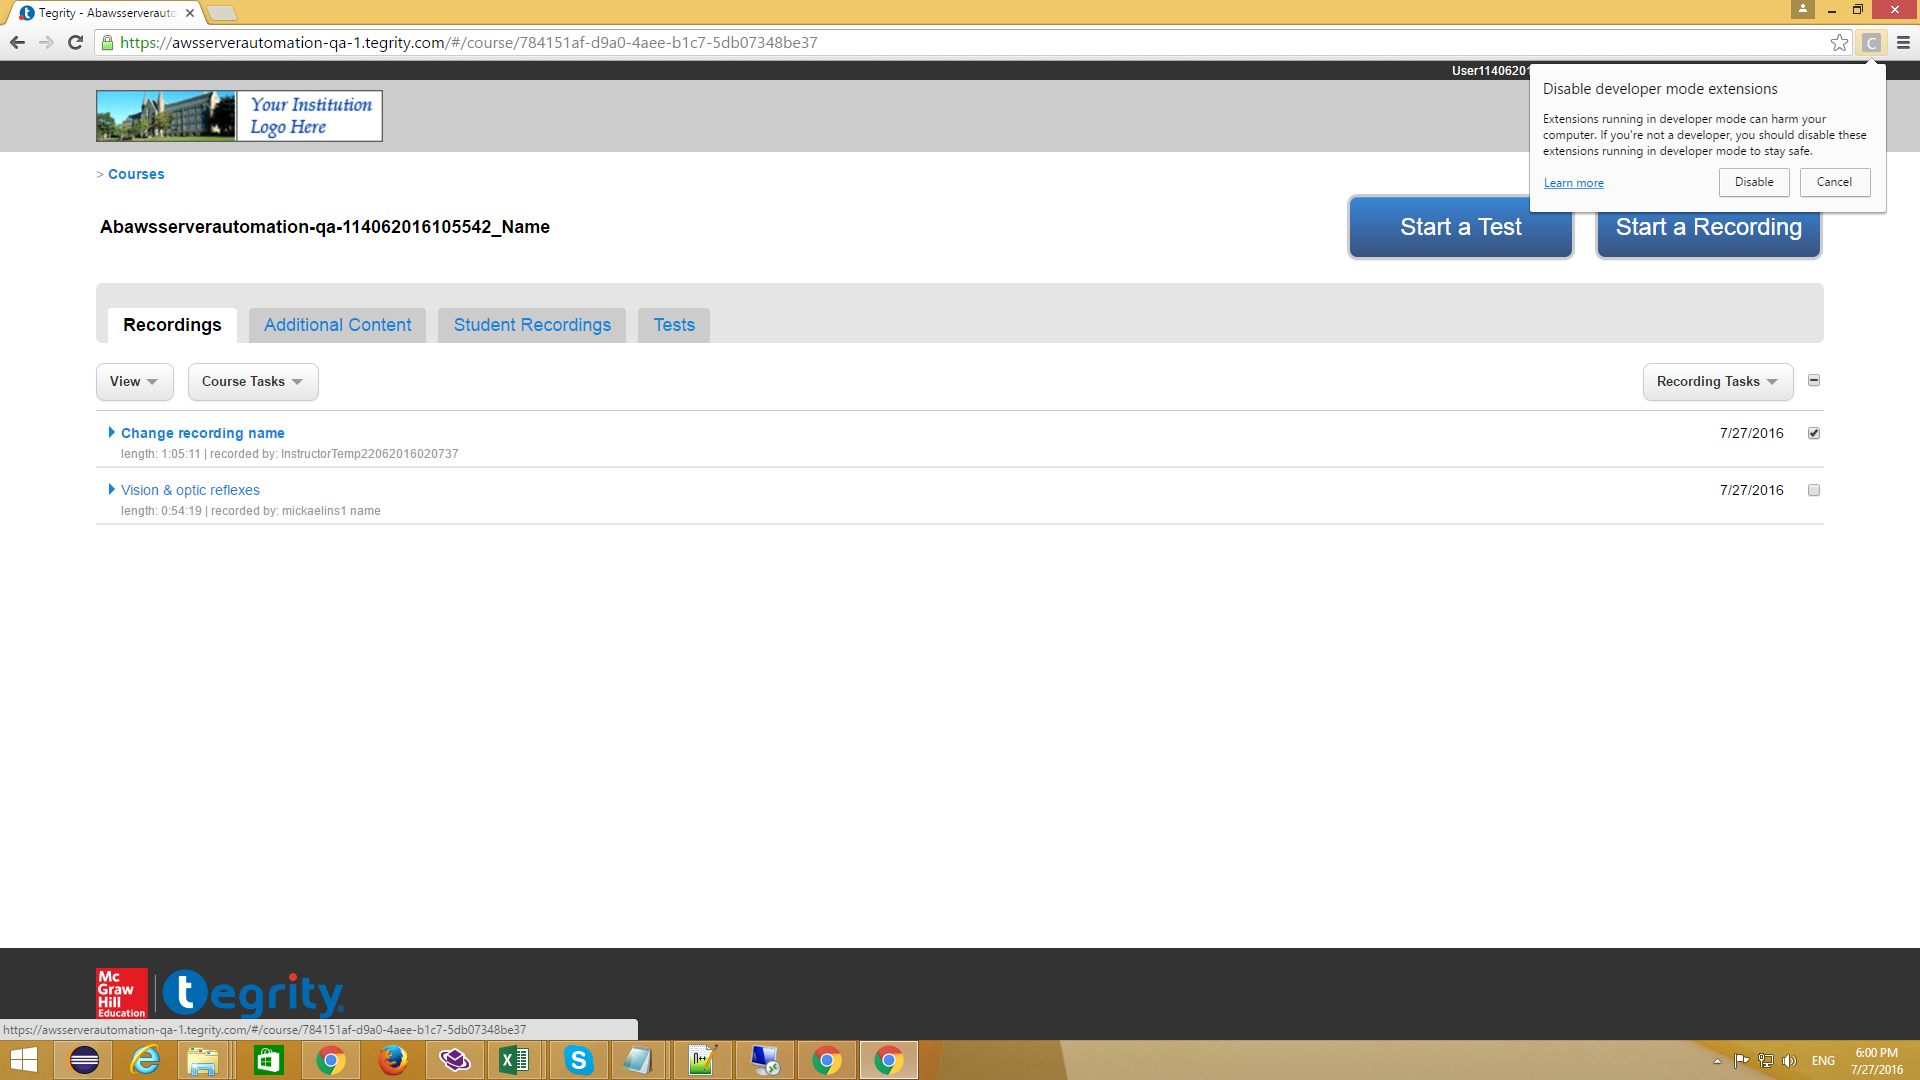 Tegrity - Abawsserverauto
https://awsserverautomation-qa-1.tegrity.com/#/course/784151af-d9a0-4aee-b1c7-5db07348be37
C
User11406201
Disable developer mode extensions
Extensions running in developer mode can harm your
computer. If you're not a developer, you should disable these
extensions running in developer mode to stay safe.
Learn more
Disable
Cancel
Your Institution
Logo Here
> Courses
Abawsserverautomation-qa-114062016105542_Name
Start a Test
Start a Recording
Recordings
Additional Content
Student Recordings
Tests
View
Course Tasks
Recording Tasks
Change recording name
7/27/2016
length: 1:05:11 | recorded by: InstructorTemp22062016020737
Vision & optic reflexes
7/27/2016
length: 0:54:19 | recorded by: mickaelins1 name
Mc
Graw
Hill
Education
tegrity
https://awsserverautomation-qa-1.tegrity.com/#/course/784151af-d9a0-4aee-b1c7-5db07348be37
ENG
6:00 PM
7/27/2016